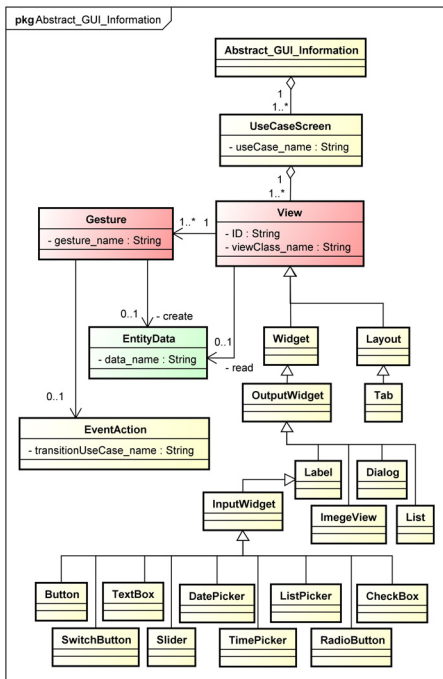 pkg Abstract_GUI_Information
Abstract_GUI_Information
1
1..*
UseCaseScreen
- useCase_name : String
1
1..*
View
- ID : String
- viewClass_name : String
Gesture
- gesture_name : String
1..* 1
0..1
- create
0..1
- read
EntityData
- data_name : String
0..1
EventAction
- transitionUseCase_name : String
Widget
Layout
OutputWidget
Tab
Label
Dialog
InputWidget
ImegeView
List
Button
TextBox
DatePicker
ListPicker
CheckBox
SwitchButton
Slider
TimePicker
RadioButton